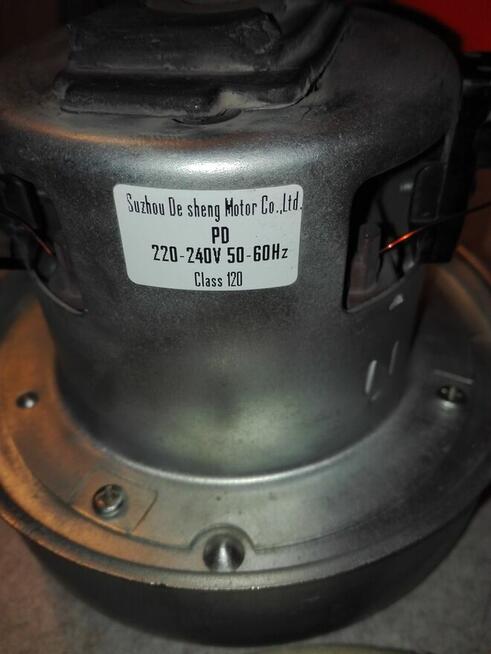 Suzhou De sheng Motor Co.,Ltd.
PD
220-240V 50-60Hz
Class 120